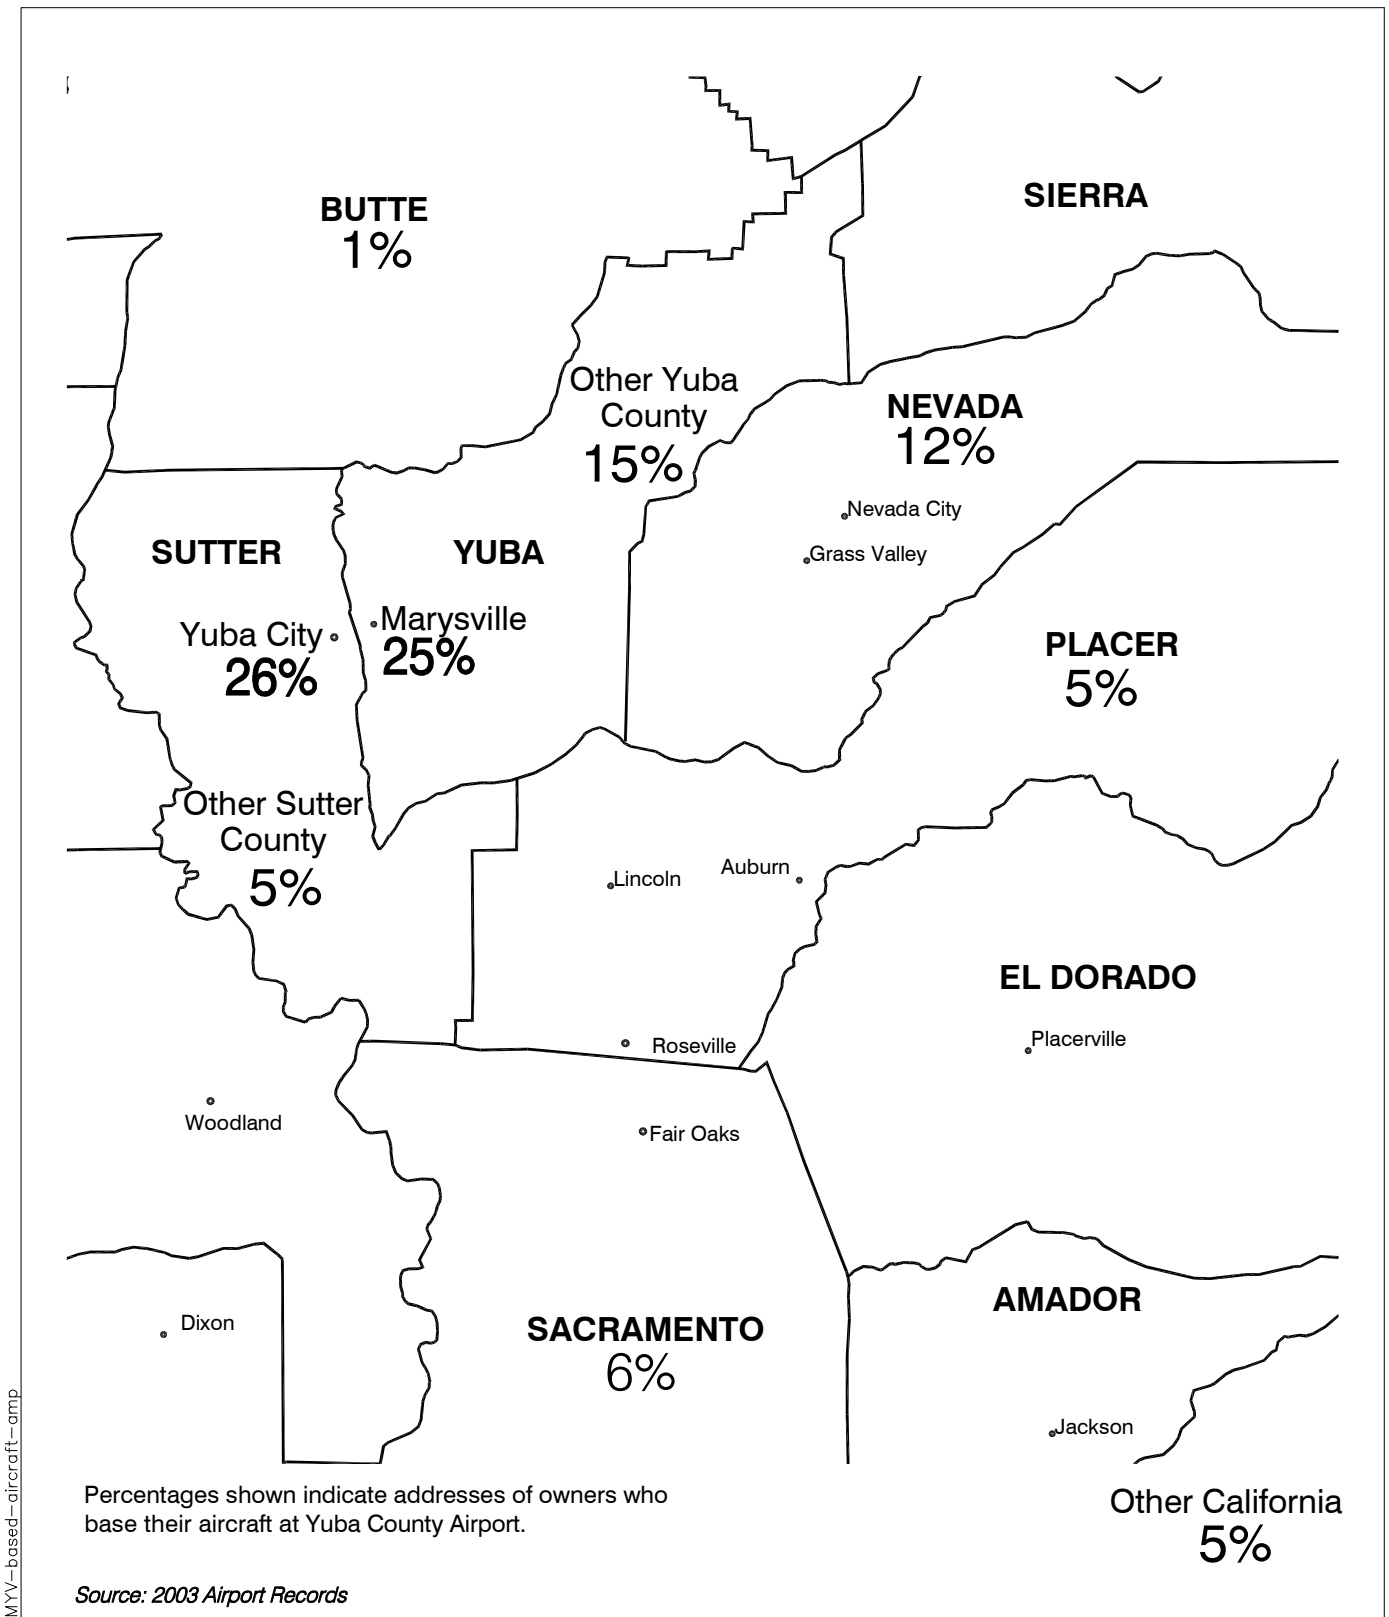 BUTTE
1%
SIERRA
Other Yuba
County
15%
NEVADA
12%
Nevada City
Grass Valley
SUTTER
YUBA
Yuba City
26%
Marysville
25%
PLACER
5%
Other Sutter
County
5%
Lincoln
Auburn
EL DORADO
Placerville
Roseville
Woodland
Fair Oaks
Dixon
SACRAMENTO
6%
AMADOR
Jackson
Percentages shown indicate addresses of owners who
base their aircraft at Yuba County Airport.
Other California
5%
Source: 2003 Airport Records
MYV-based-aircraft-amp